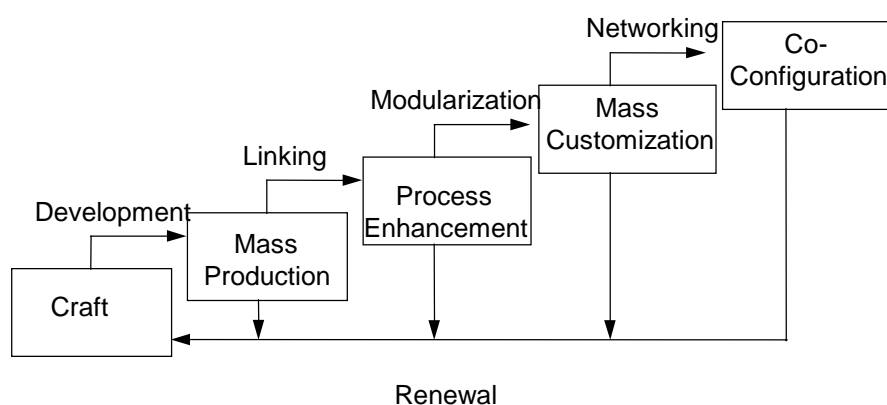 Networking
Co-
Configuration
Modularization
Mass
Customization
Linking
Process
Enhancement
Development
Mass
Production
Craft
Renewal